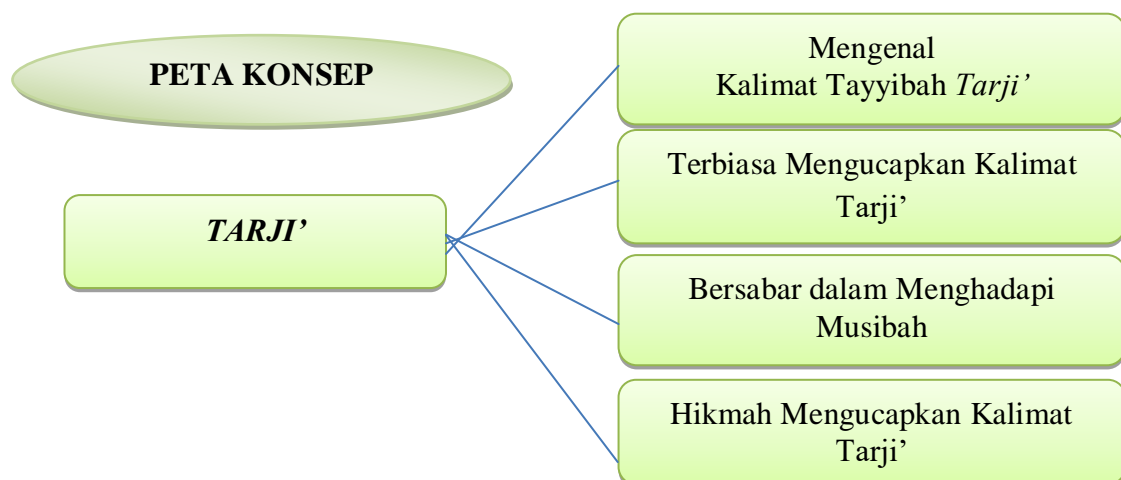 PETA KONSEP
TARJI’
Mengenal
Kalimat Tayyibah Tarji’
Terbiasa Mengucapkan Kalimat
Tarji’
Bersabar dalam Menghadapi
Musibah
Hikmah Mengucapkan Kalimat
Tarji’